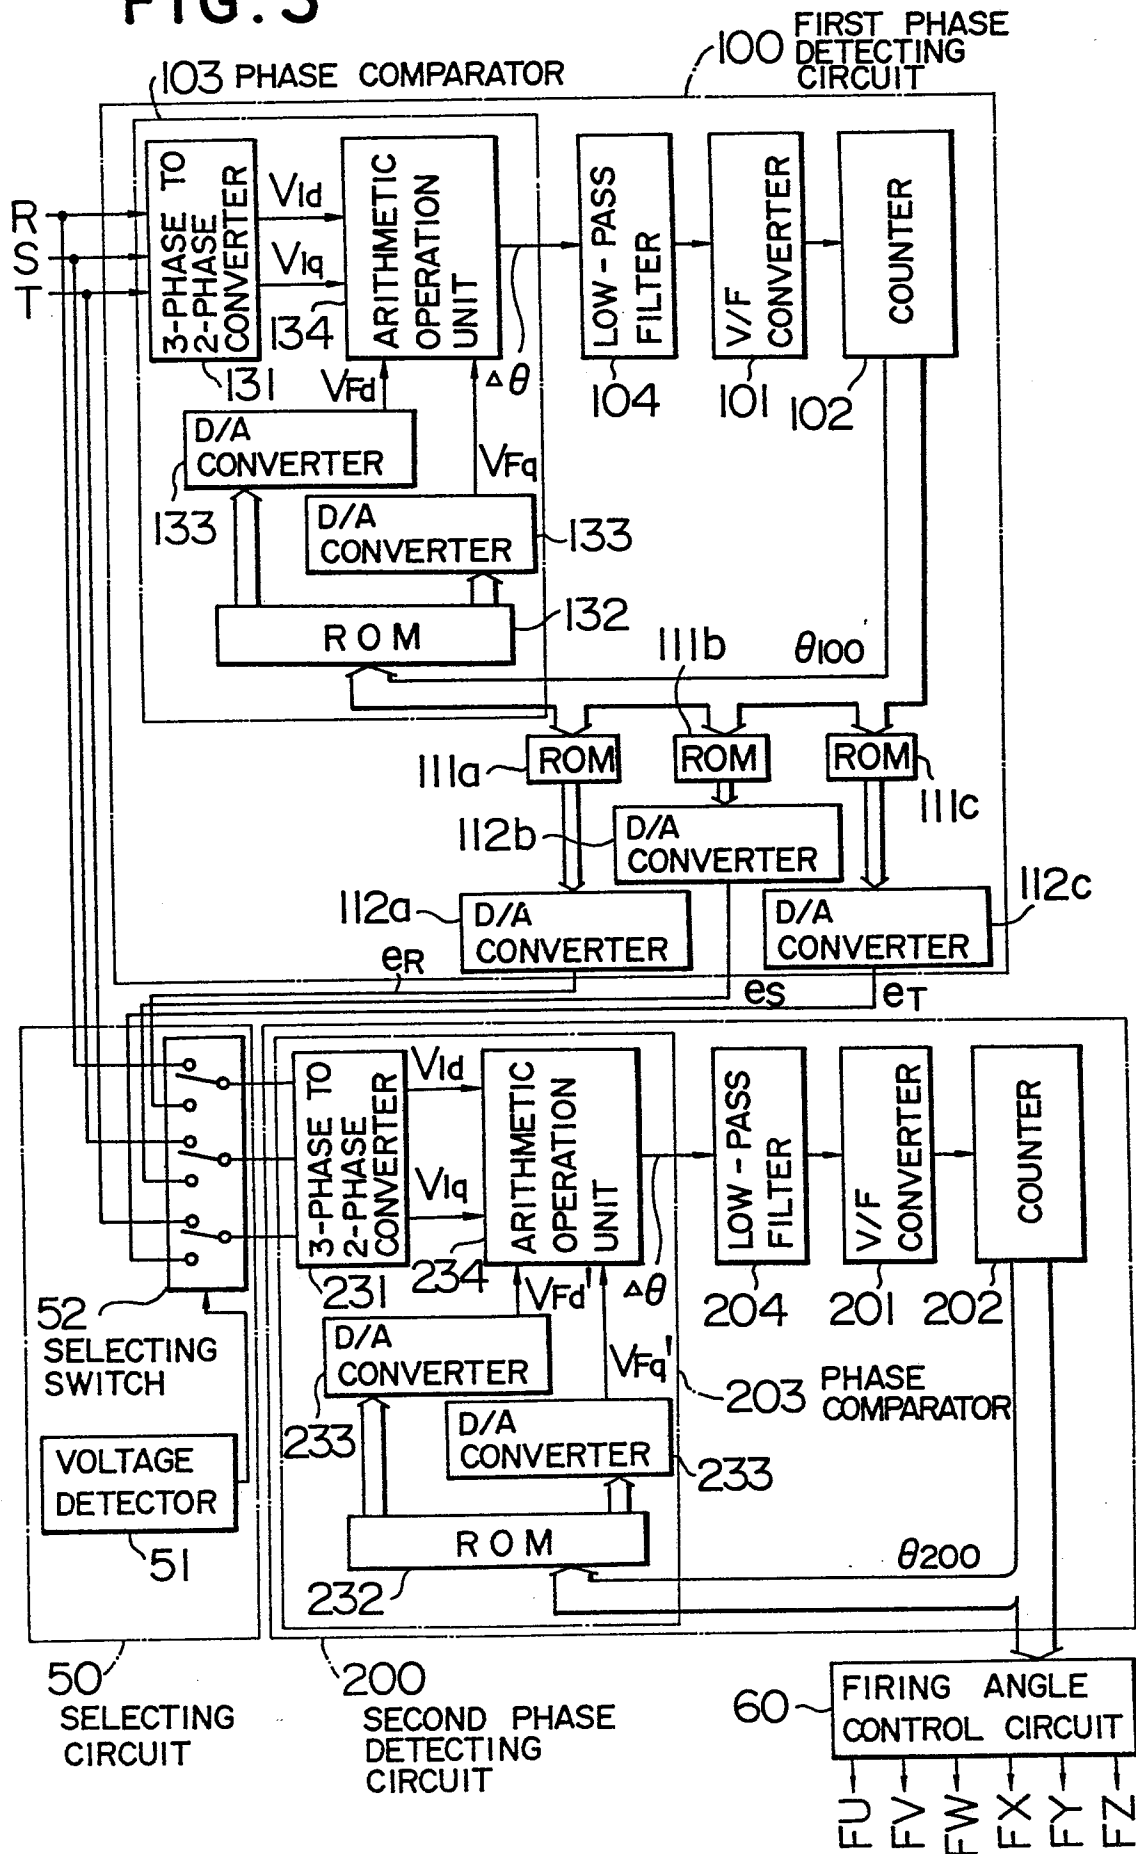 FIG. 5
100 FIRST PHASE
DETECTING
CIRCUIT
103 PHASE COMPARATOR
R
S
T
3-PHASE TO
2-PHASE
CONVERTER
131
VId
VIq
134
ARITHMETIC
OPERATION
UNIT
Δθ
LOW-PASS
FILTER
104
V/F
CONVERTER
101
COUNTER
102
VFd
VFq
D/A
CONVERTER
133
D/A
CONVERTER
133
ROM
132
θ100
111b
111a
ROM
ROM
ROM
111c
112b
D/A
CONVERTER
112a
D/A
CONVERTER
112c
D/A
CONVERTER
eR
eS
eT
3-PHASE TO
2-PHASE
CONVERTER
231
VId
VIq
234
ARITHMETIC
OPERATION
UNIT
Δθ
LOW-PASS
FILTER
204
V/F
CONVERTER
201
COUNTER
202
52
SELECTING
SWITCH
VFd'
VFq'
D/A
CONVERTER
233
D/A
CONVERTER
233
203 PHASE
COMPARATOR
VOLTAGE
DETECTOR
51
ROM
232
θ200
50
SELECTING
CIRCUIT
200
SECOND PHASE
DETECTING
CIRCUIT
60
FIRING ANGLE
CONTROL CIRCUIT
FU
FV
FW
FX
FY
FZ